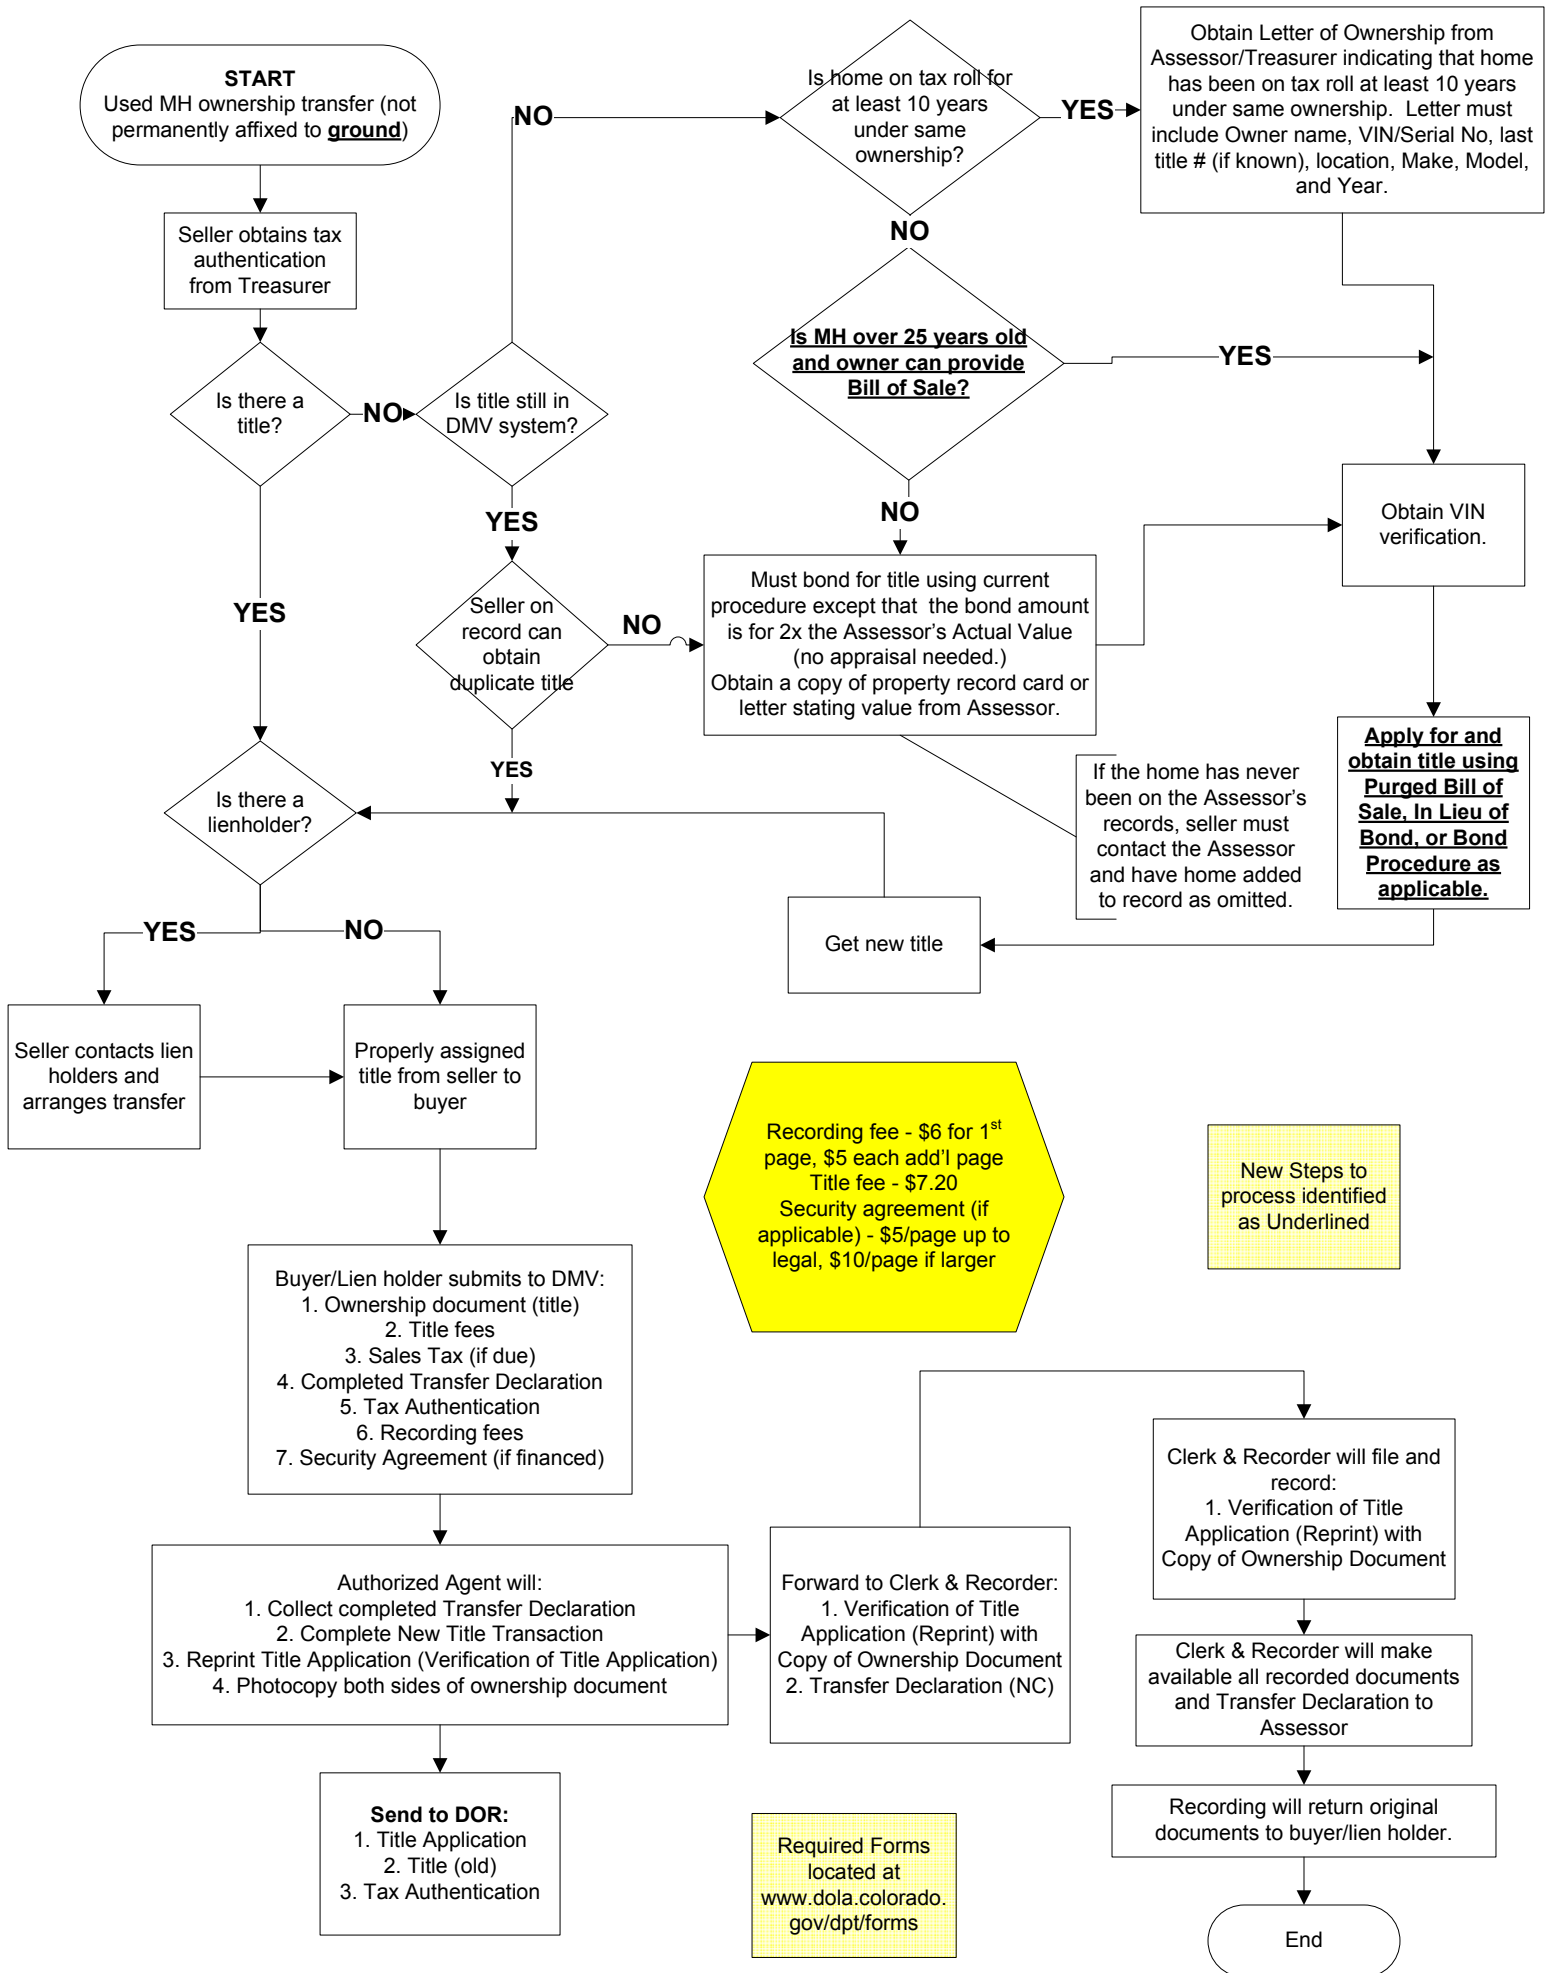 START
Used MH ownership transfer (not
permanently affixed to ground)
Seller obtains tax
authentication
from Treasurer
Is there a
title?
NO
Is title still in
DMV system?
NO
Is home on tax roll for
at least 10 years
under same
ownership?
YES
Obtain Letter of Ownership from
Assessor/Treasurer indicating that home
has been on tax roll at least 10 years
under same ownership.  Letter must
include Owner name, VIN/Serial No, last
title # (if known), location, Make, Model,
and Year.
NO
Is MH over 25 years old
and owner can provide
Bill of Sale?
YES
NO
YES
Seller on
record can
obtain
duplicate title
NO
Must bond for title using current
procedure except that  the bond amount
is for 2x the Assessor’s Actual Value
(no appraisal needed.)
Obtain a copy of property record card or
letter stating value from Assessor.
Obtain VIN
verification.
YES
YES
Is there a
lienholder?
If the home has never
been on the Assessor’s
records, seller must
contact the Assessor
and have home added
to record as omitted.
Apply for and
obtain title using
Purged Bill of
Sale, In Lieu of
Bond, or Bond
Procedure as
applicable.
Get new title
YES
NO
Seller contacts lien
holders and
arranges transfer
Properly assigned
title from seller to
buyer
Recording fee - $6 for 1st
page, $5 each add’l page
Title fee - $7.20
Security agreement (if
applicable) - $5/page up to
legal, $10/page if larger
New Steps to
process identified
as Underlined
Buyer/Lien holder submits to DMV:
1. Ownership document (title)
2. Title fees
3. Sales Tax (if due)
4. Completed Transfer Declaration
5. Tax Authentication
6. Recording fees
7. Security Agreement (if financed)
Authorized Agent will:
1. Collect completed Transfer Declaration
2. Complete New Title Transaction
3. Reprint Title Application (Verification of Title Application)
4. Photocopy both sides of ownership document
Forward to Clerk & Recorder:
1. Verification of Title
Application (Reprint) with
Copy of Ownership Document
2. Transfer Declaration (NC)
Clerk & Recorder will file and
record:
1. Verification of Title
Application (Reprint) with
Copy of Ownership Document
Clerk & Recorder will make
available all recorded documents
and Transfer Declaration to
Assessor
Recording will return original
documents to buyer/lien holder.
Send to DOR:
1. Title Application
2. Title (old)
3. Tax Authentication
Required Forms
located at
www.dola.colorado.
gov/dpt/forms
End